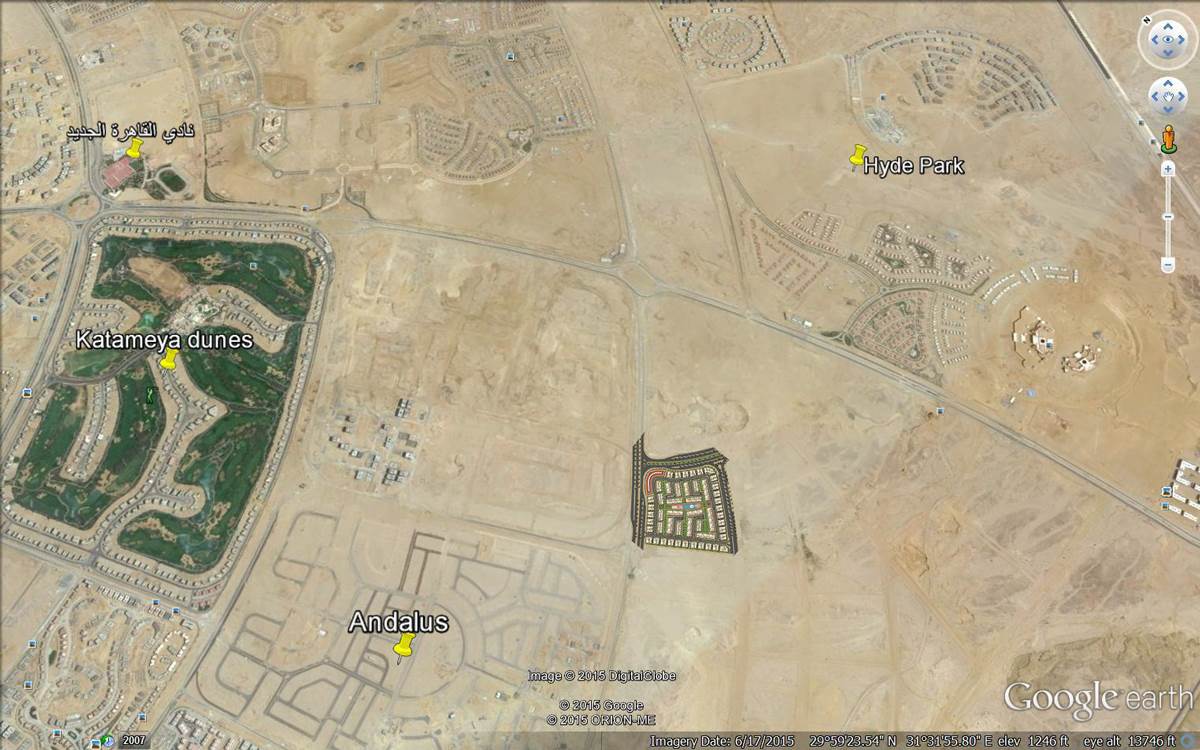 نادي القاهرة الجديد
Hyde Park
Katameya dunes
Andalus
Image © 2015 DigitalGlobe
© 2015 Google
© 2015 ORION-ME
Google earth
2007
Imagery Date: 6/17/2015 29°59'23.54" N 31°31'55.80" E elev 1246 ft eye alt 13746 ft
N